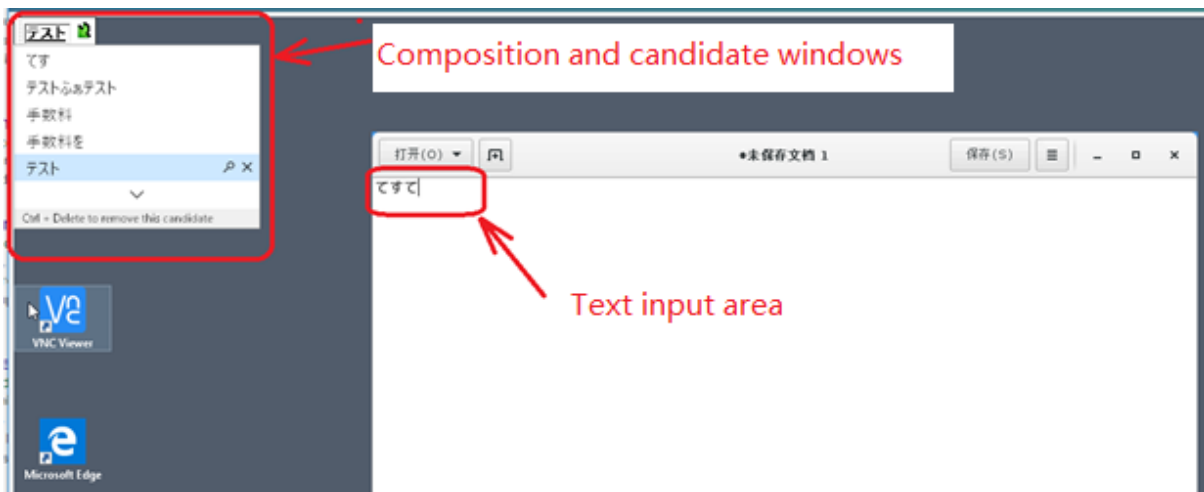 テスト
てす
テストふぁテスト
手数料
手数料を
テスト
Ctrl + Delete to remove this candidate
Composition and candidate windows
打开(O)
•未保存文档 1
保存(S)
てすて
Text input area
VNC Viewer
Microsoft Edge